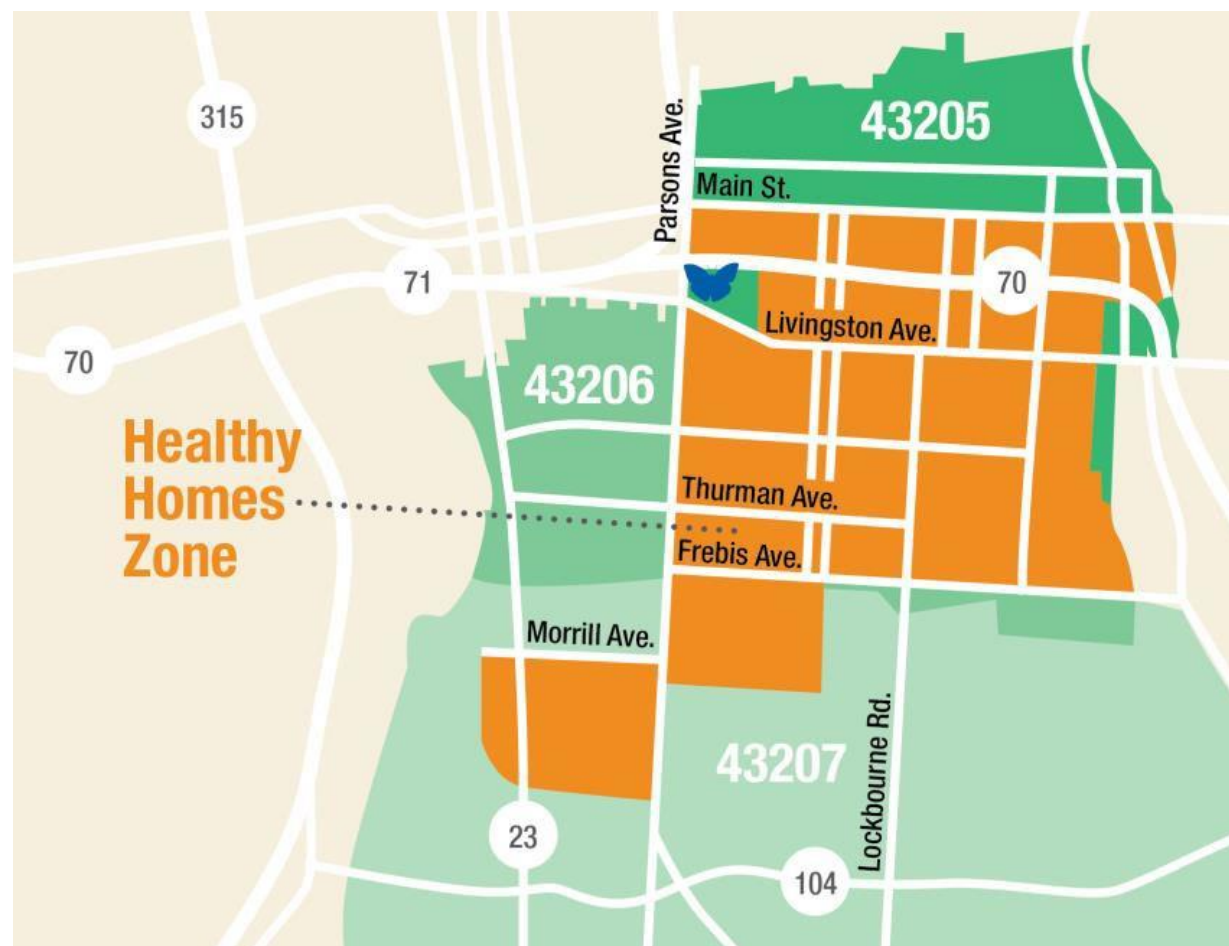 315
43205
Parsons Ave.
Main St.
71
70
70
Livingston Ave.
43206
Healthy
Homes
Zone
Thurman Ave.
Frebis Ave.
Morrill Ave.
43207
Lockbourne Rd.
23
104